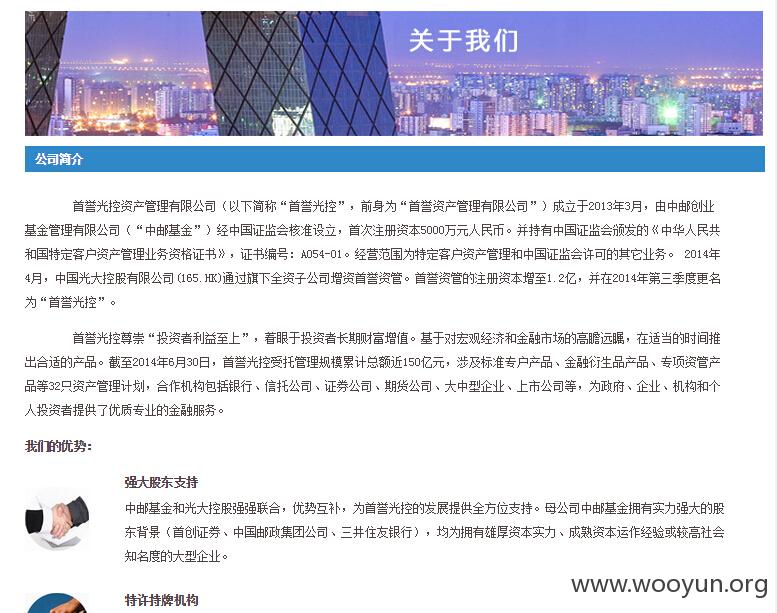 关于我们
公司简介
首誉光控资产管理有限公司（以下简称“首誉光控”，前身为“首誉资产管理有限公司”）成立于2013年3月，由中邮创业
基金管理有限公司（“中邮基金”）经中国证监会核准设立，首次注册资本5000万元人民币。并持有中国证监会颁发的《中华人民共
和国特定客户资产管理业务资格证书》，证书编号：A054-01。经营范围为特定客户资产管理和中国证监会许可的其它业务。 2014年
4月，中国光大控股有限公司(165.HK)通过旗下全资子公司增资首誉资管。首誉资管的注册资本增至1.2亿，并在2014年第三季度更名
为“首誉光控”。
首誉光控尊崇“投资者利益至上”，着眼于投资者长期财富增值。基于对宏观经济和金融市场的高瞻远瞩，在适当的时间推
出合适的产品。截至2014年6月30日，首誉光控受托管理规模累计总额近150亿元，涉及标准专户产品、金融衍生品产品、专项资管产
品等32只资产管理计划，合作机构包括银行、信托公司、证券公司、期货公司、大中型企业、上市公司等，为政府、企业、机构和个
人投资者提供了优质专业的金融服务。
我们的优势：
强大股东支持
中邮基金和光大控股强强联合，优势互补，为首誉光控的发展提供全方位支持。母公司中邮基金拥有实力强大的股
东背景（首创证券、中国邮政集团公司、三井住友银行），均为拥有雄厚资本实力、成熟资本运作经验或较高社会
知名度的大型企业。
www.wooyun.org
特许持牌机构